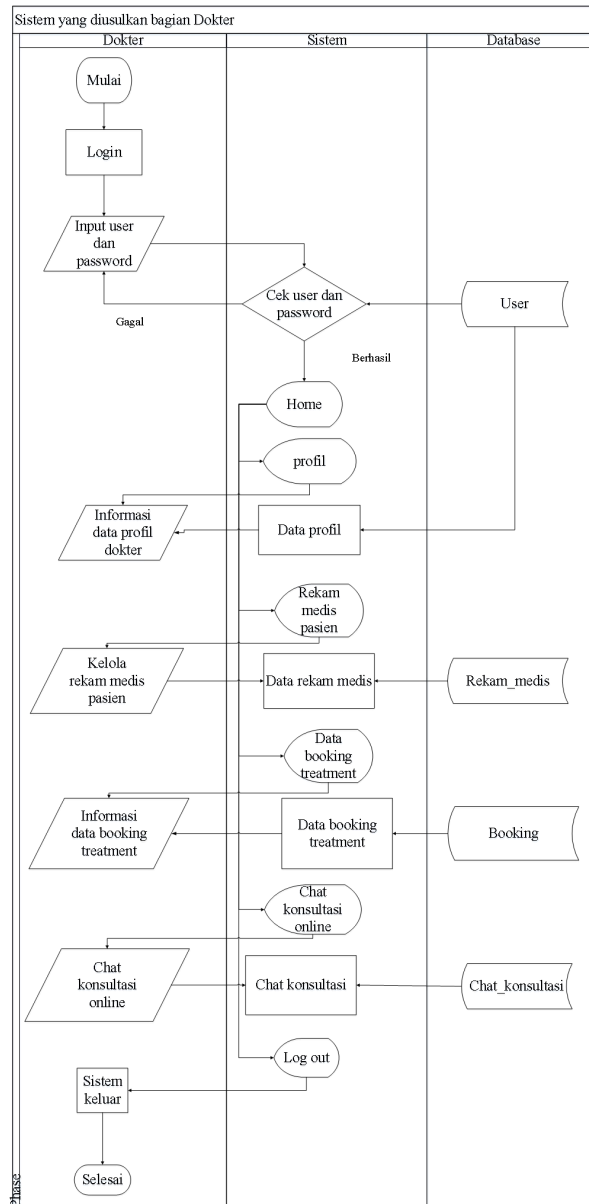 Sistem yang diusulkan bagian Dokter
Dokter
Sistem
Database
Mulai
Login
Input user
dan
password
Cek user dan
password
User
Gagal
Berhasil
Home
profil
Informasi
data profil
dokter
Data profil
Rekam
medis
pasien
Kelola
rekam medis
pasien
Data rekam medis
Rekam_medis
Data
booking
treatment
Informasi
data booking
treatment
Data booking
treatment
Booking
Chat
konsultasi
online
Chat
konsultasi
online
Chat konsultasi
Chat_konsultasi
Log out
Sistem
keluar
Selesai
Phase